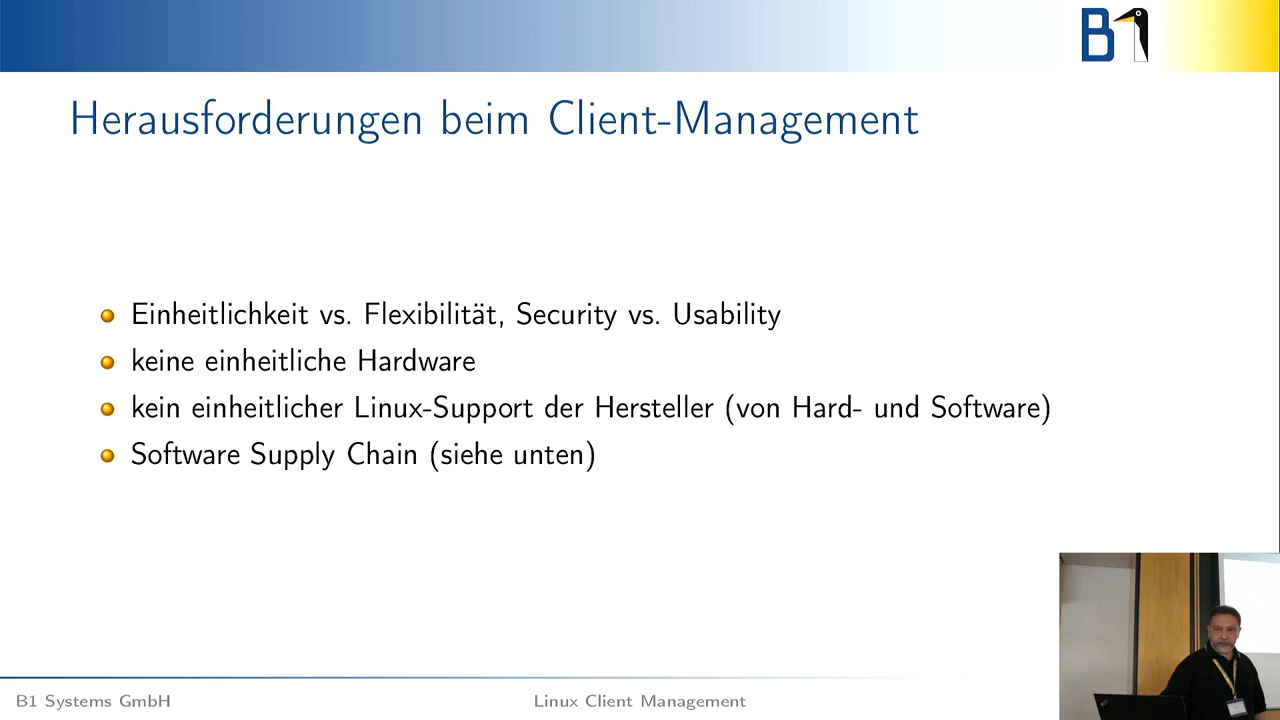 B1
Herausforderungen beim Client-Management
Einheitlichkeit vs. Flexibilität, Security vs. Usability
keine einheitliche Hardware
kein einheitlicher Linux-Support der Hersteller (von Hard- und Software)
Software Supply Chain (siehe unten)
B1 Systems GmbH
Linux Client Management